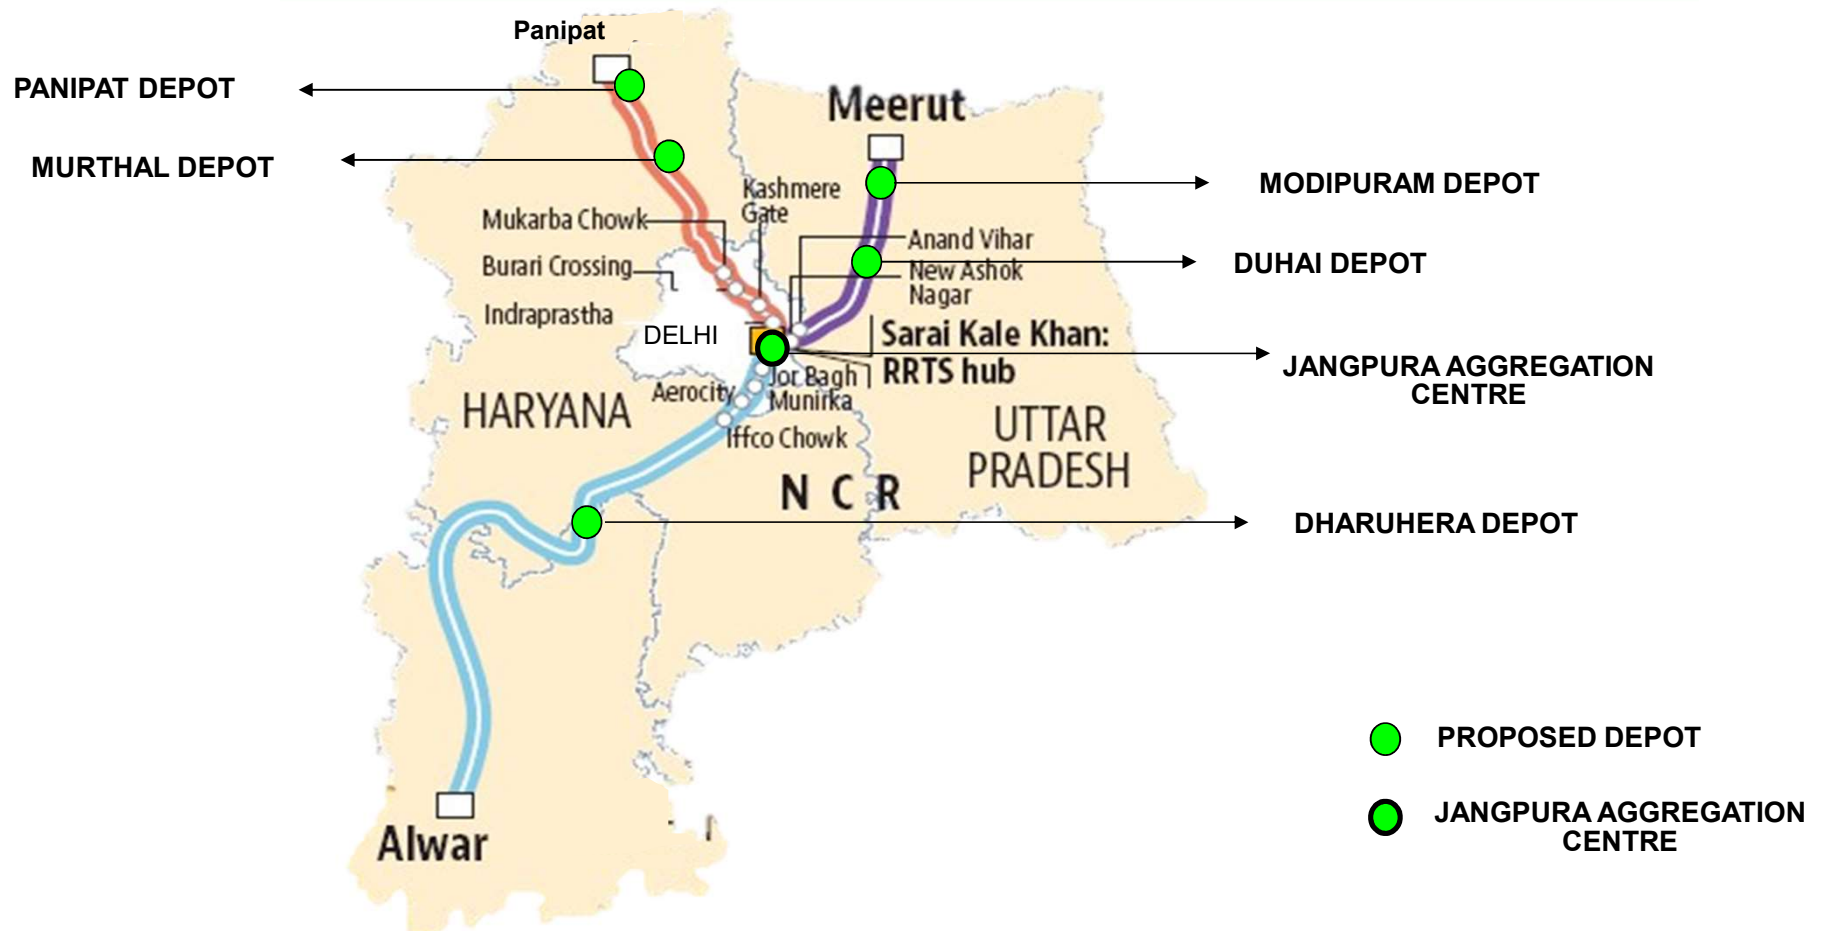 Panipat
PANIPAT DEPOT
Meerut
MURTHAL DEPOT
MODIPURAM DEPOT
Kashmere
Gate
Mukarba Chowk
Anand Vihar
Burari Crossing
New Ashok
Nagar
DUHAI DEPOT
Indraprastha
DELHI
Sarai Kale Khan:
RRTS hub
JANGPURA AGGREGATION
CENTRE
Jor Bagh
Aerocity
Munirka
HARYANA
Iffco Chowk
UTTAR
PRADESH
N C R
DHARUHERA DEPOT
PROPOSED DEPOT
Alwar
JANGPURA AGGREGATION
CENTRE